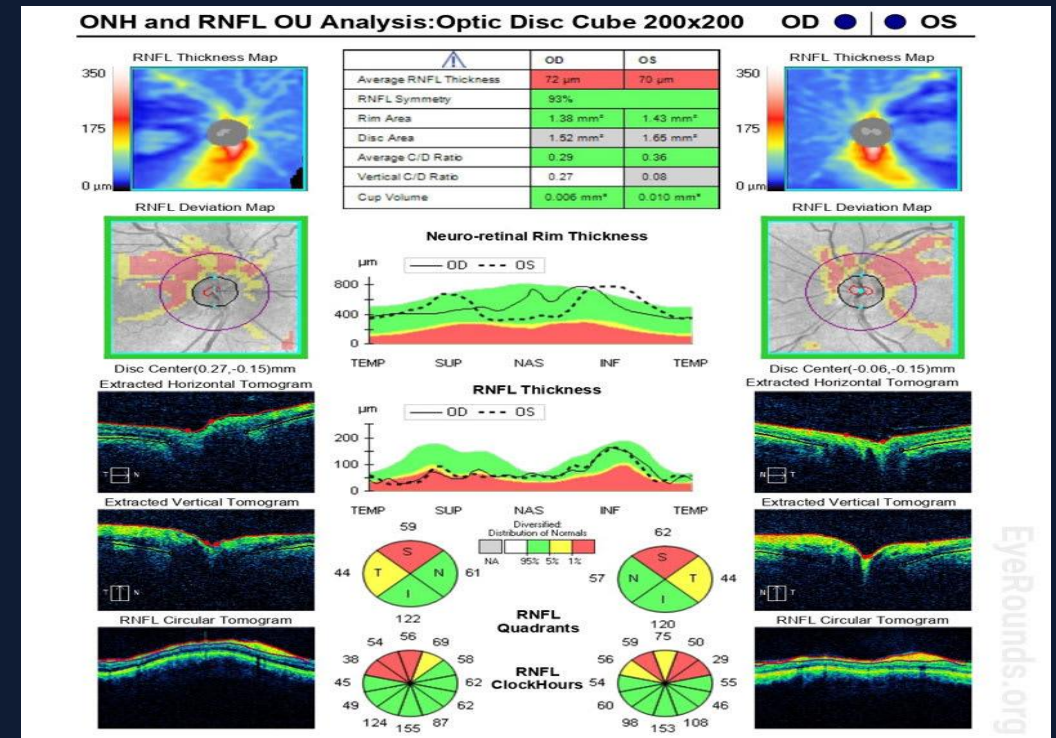 ONH and RNFL OU Analysis:Optic Disc Cube 200x200 OD OS
RNFL Thickness Map
350
175
0 μm
OD OS
Average RNFL Thickness 72 μm 70 μm
RNFL Symmetry 93%
Rim Area 1.38 mm² 1.43 mm²
Disc Area 1.52 mm² 1.65 mm²
Average C/D Ratio 0.29 0.36
Vertical C/D Ratio 0.27 0.08
Cup Volume 0.006 mm³ 0.010 mm³
RNFL Thickness Map
350
175
0 μm
RNFL Deviation Map
Disc Center(0.27,-0.15)mm
Neuro-retinal Rim Thickness
μm OD OS
800
400
0
TEMP SUP NAS INF TEMP
RNFL Deviation Map
Disc Center(-0.06,-0.15)mm
Extracted Horizontal Tomogram
T N
RNFL Thickness
μm OD OS
200
100
0
TEMP SUP NAS INF TEMP
Extracted Horizontal Tomogram
N T
Extracted Vertical Tomogram
T N
Diversified:
Distribution of Normals
NA 95% 5% 1%
59
S
44 T N 61
I
122
62
S
57 N T 44
I
120
RNFL
Quadrants
Extracted Vertical Tomogram
N T
RNFL Circular Tomogram
56
54 69
38 58
45 62
49 62
124 87
155
RNFL
ClockHours
75
59 50
56 29
54 55
60 46
98 108
153
RNFL Circular Tomogram
EyeRounds.org